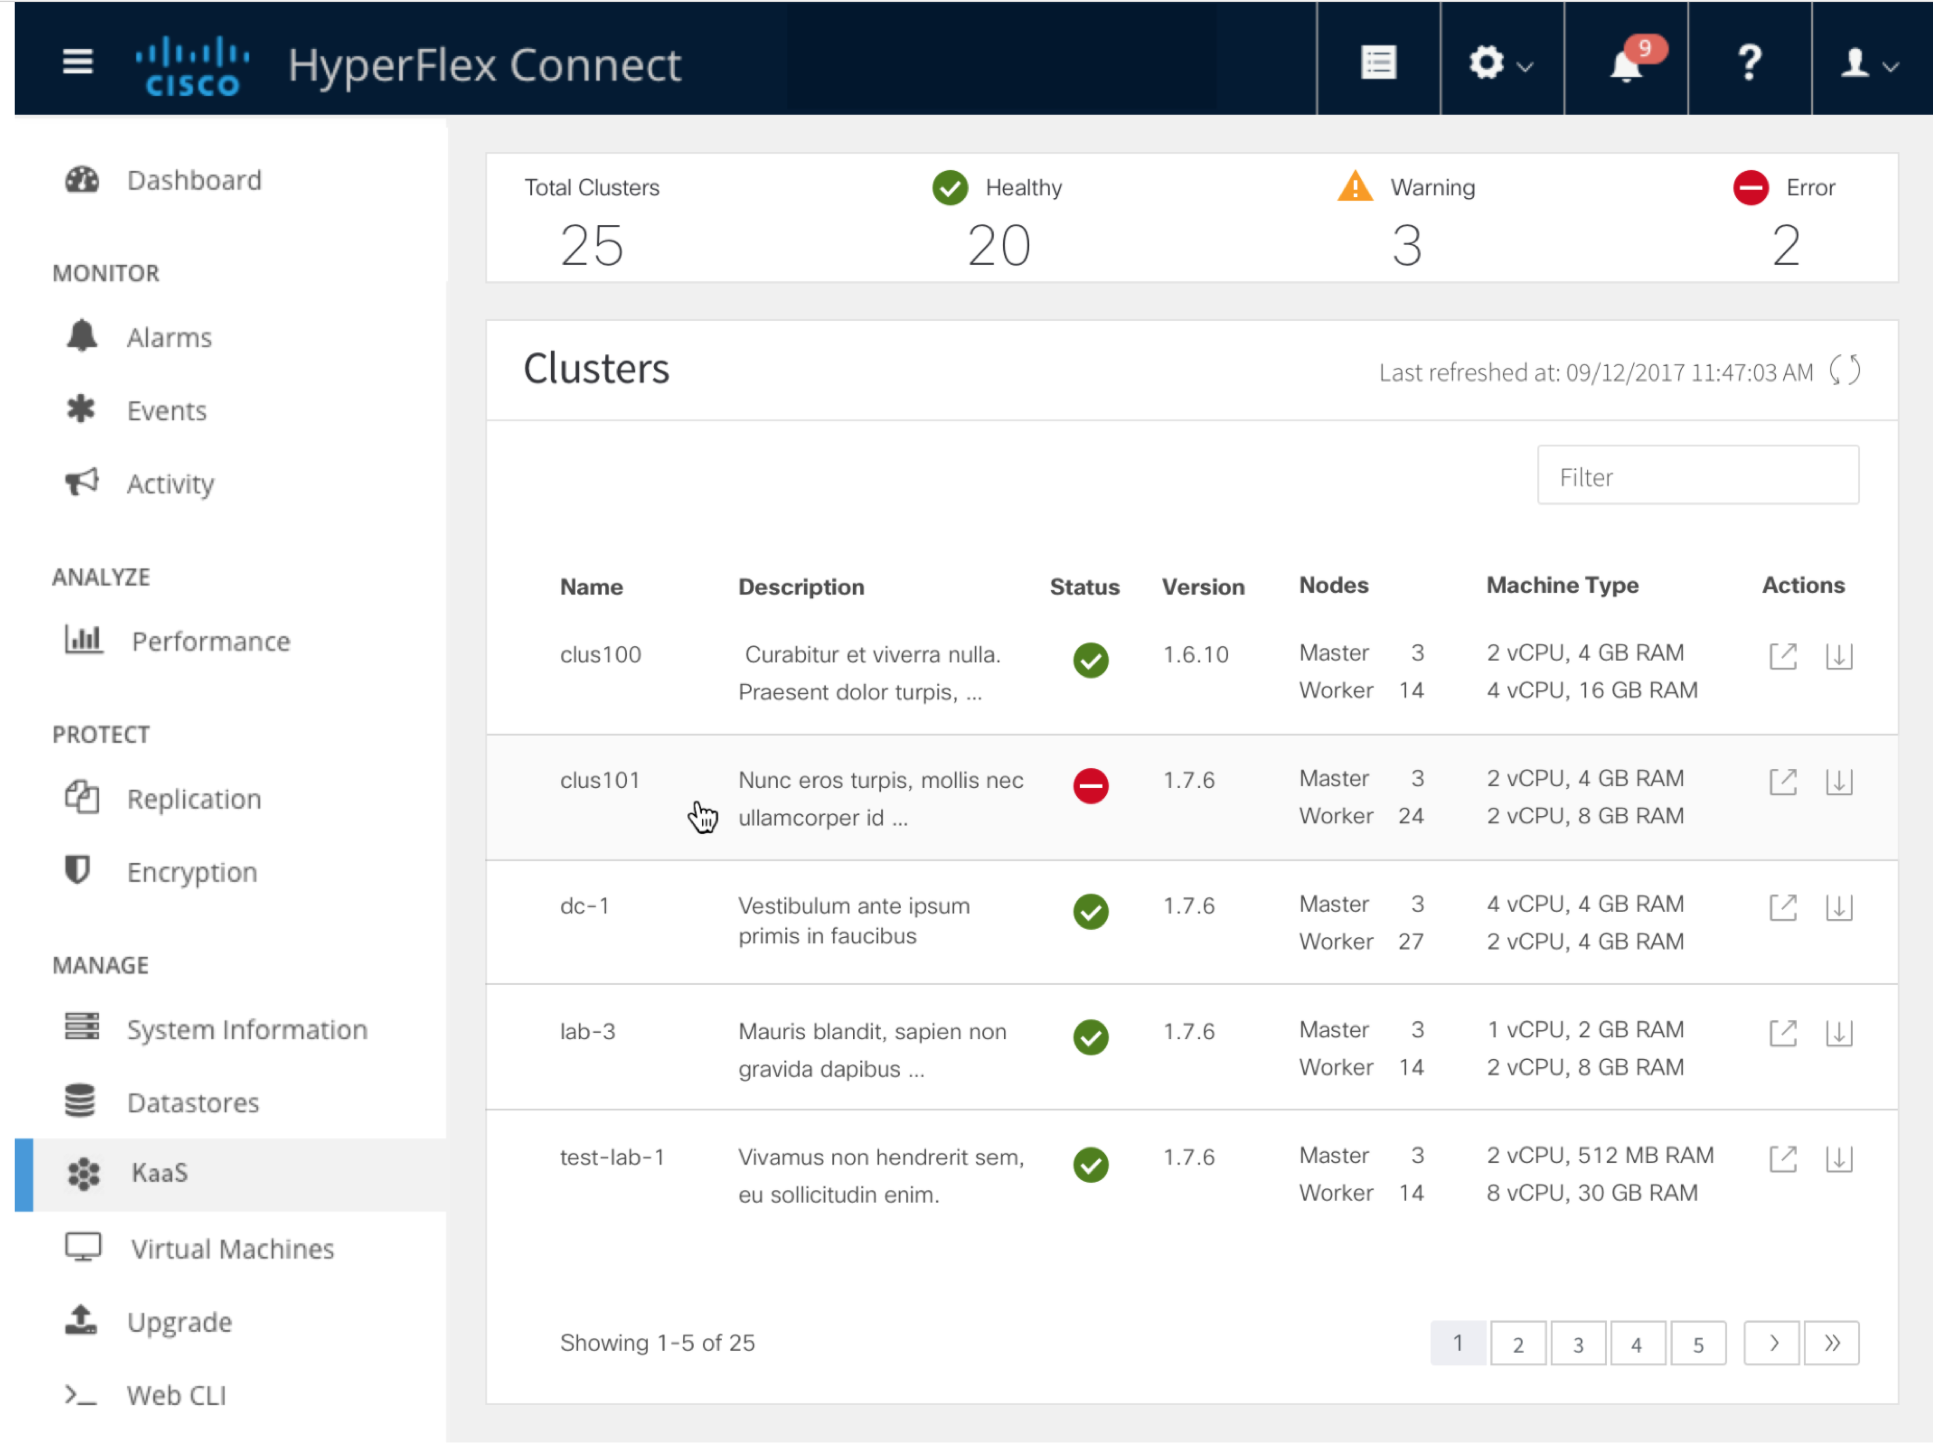 CISCO HyperFlex Connect 9 ?
Dashboard
MONITOR
Alarms
Events
Activity
ANALYZE
Performance
PROTECT
Replication
Encryption
MANAGE
System Information
Datastores
KaaS
Virtual Machines
Upgrade
Web CLI
Total Clusters Healthy Warning Error
25 20 3 2
Clusters Last refreshed at: 09/12/2017 11:47:03 AM
Filter
Name Description Status Version Nodes Machine Type Actions
clus100 Curabitur et viverra nulla. 1.6.10 Master 3 2 vCPU, 4 GB RAM
Praesent dolor turpis, ... Worker 14 4 vCPU, 16 GB RAM
clus101 Nunc eros turpis, mollis nec 1.7.6 Master 3 2 vCPU, 4 GB RAM
ullamcorper id ... Worker 24 2 vCPU, 8 GB RAM
dc-1 Vestibulum ante ipsum 1.7.6 Master 3 4 vCPU, 4 GB RAM
primis in faucibus Worker 27 2 vCPU, 4 GB RAM
lab-3 Mauris blandit, sapien non 1.7.6 Master 3 1 vCPU, 2 GB RAM
gravida dapibus ... Worker 14 2 vCPU, 8 GB RAM
test-lab-1 Vivamus non hendrerit sem, 1.7.6 Master 3 2 vCPU, 512 MB RAM
eu sollicitudin enim. Worker 14 8 vCPU, 30 GB RAM
Showing 1-5 of 25 1 2 3 4 5 > >>